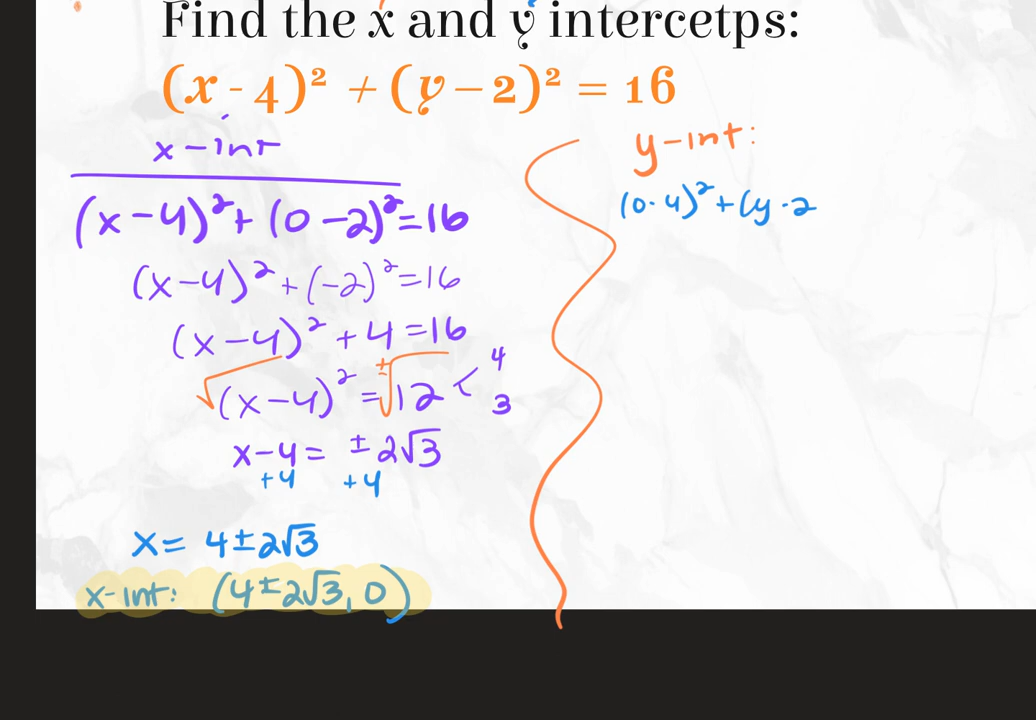 Find the x and y intercetps:
(x - 4)² + (y – 2)² = 16
x-int
(x-4)²+(0-2)²=16
(x-4)²+(-2)²=16
(x-4)²+4=16
√(x-4)²=±√12 < 4 3
x-4= ±2√3
+4 +4
x= 4±2√3
x-int: (4±2√3, 0)
y-int:
(0-4)²+(y-2